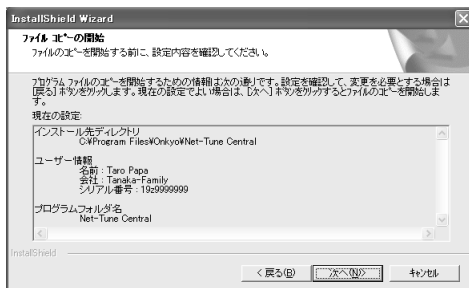 InstallShield Wizard
ファイル コピーの開始
ファイルのコピーを開始する前に、設定内容を確認してください。
プログラム ファイルのコピーを開始するための情報は次の通りです。設定を確認して、変更を必要とする場合は
[戻る] ボタンをクリックします。現在の設定でよい場合は、[次へ] ボタンをクリックするとファイルのコピーを開始しま
す。
現在の設定:
インストール先ディレクトリ
C:¥Program Files¥Onkyo¥Net-Tune Central
ユーザー情報
名前 : Taro Papa
会社 : Tanaka-Family
シリアル番号 : 19z9999999
プログラムフォルダ名
Net-Tune Central
InstallShield
< 戻る(B)
次へ(N)>
キャンセル